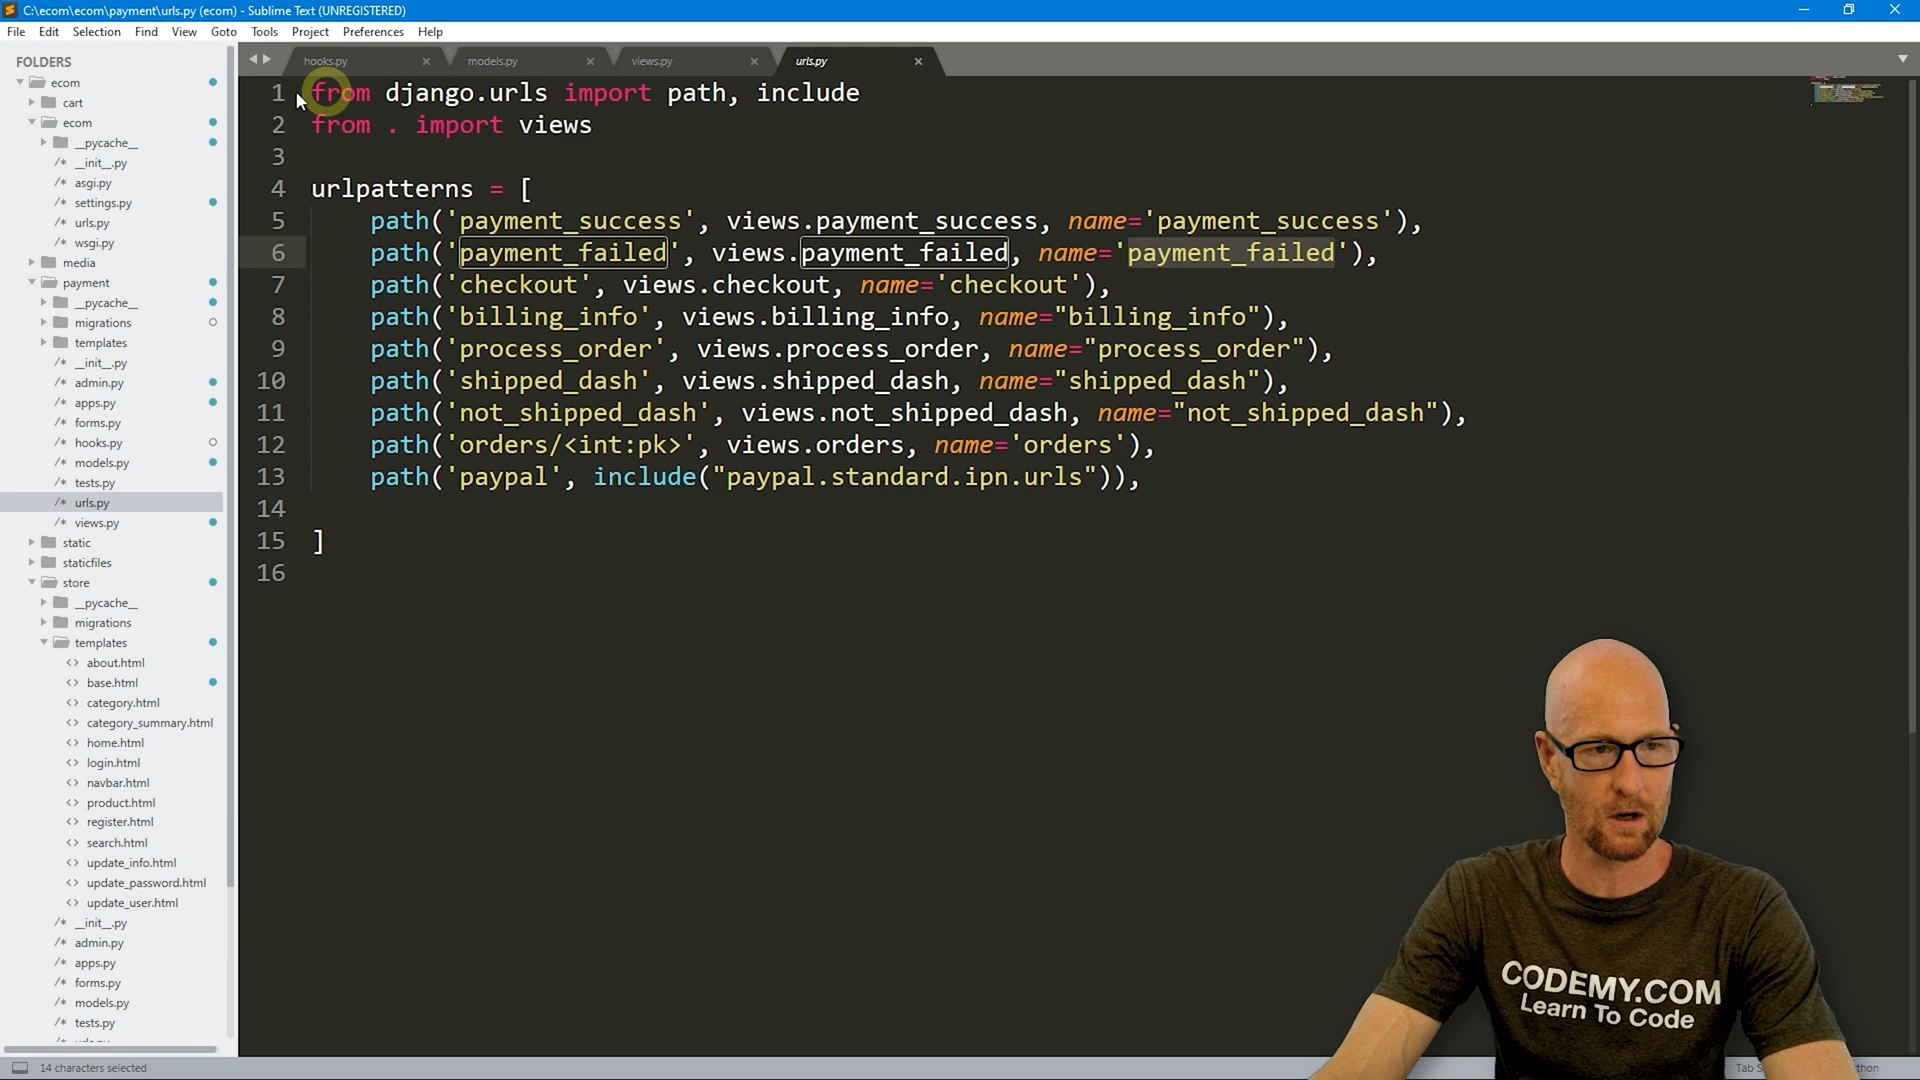 C:\ecom\ecom\payment\urls.py (ecom) - Sublime Text (UNREGISTERED)
File Edit Selection Find View Goto Tools Project Preferences Help
FOLDERS
ecom
cart
ecom
__pycache__
/* __init__.py
/* asgi.py
/* settings.py
/* urls.py
/* wsgi.py
media
payment
__pycache__
migrations
templates
/* __init__.py
/* admin.py
/* apps.py
/* forms.py
/* hooks.py
/* models.py
/* tests.py
/* urls.py
/* views.py
static
staticfiles
store
__pycache__
migrations
templates
<> about.html
<> base.html
<> category.html
<> category_summary.html
<> home.html
<> login.html
<> navbar.html
<> product.html
<> register.html
<> search.html
<> update_info.html
<> update_password.html
<> update_user.html
/* __init__.py
/* admin.py
/* apps.py
/* forms.py
/* models.py
/* tests.py
hooks.py models.py views.py urls.py
1 from django.urls import path, include
2 from . import views
3
4 urlpatterns = [
5 path('payment_success', views.payment_success, name='payment_success'),
6 path('payment_failed', views.payment_failed, name='payment_failed'),
7 path('checkout', views.checkout, name='checkout'),
8 path('billing_info', views.billing_info, name="billing_info"),
9 path('process_order', views.process_order, name="process_order"),
10 path('shipped_dash', views.shipped_dash, name="shipped_dash"),
11 path('not_shipped_dash', views.not_shipped_dash, name="not_shipped_dash"),
12 path('orders/<int:pk>', views.orders, name='orders'),
13 path('paypal', include("paypal.standard.ipn.urls")),
14
15 ]
16
CODEMY.COM
Learn To Code
14 characters selected